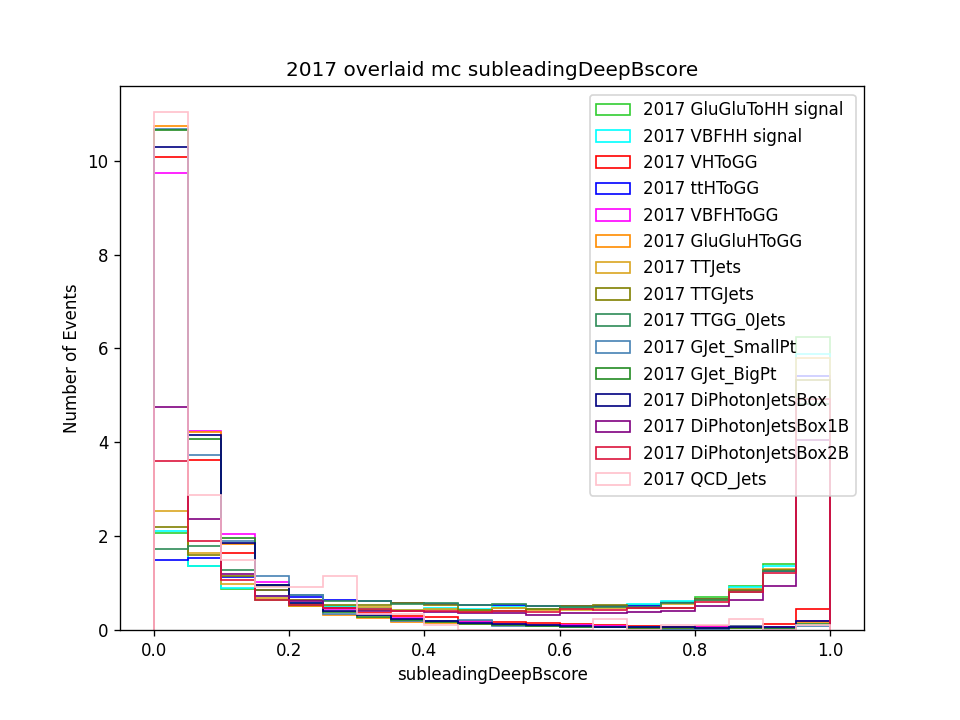 2017 overlaid mc subleadingDeepBscore
Number of Events
10
8
6
4
2
0
0.0 0.2 0.4 0.6 0.8 1.0
subleadingDeepBscore
2017 GluGluToHH signal
2017 VBFHH signal
2017 VHToGG
2017 ttHToGG
2017 VBFHToGG
2017 GluGluHToGG
2017 TTJets
2017 TTGJets
2017 TTGG_0Jets
2017 GJet_SmallPt
2017 GJet_BigPt
2017 DiPhotonJetsBox
2017 DiPhotonJetsBox1B
2017 DiPhotonJetsBox2B
2017 QCD_Jets